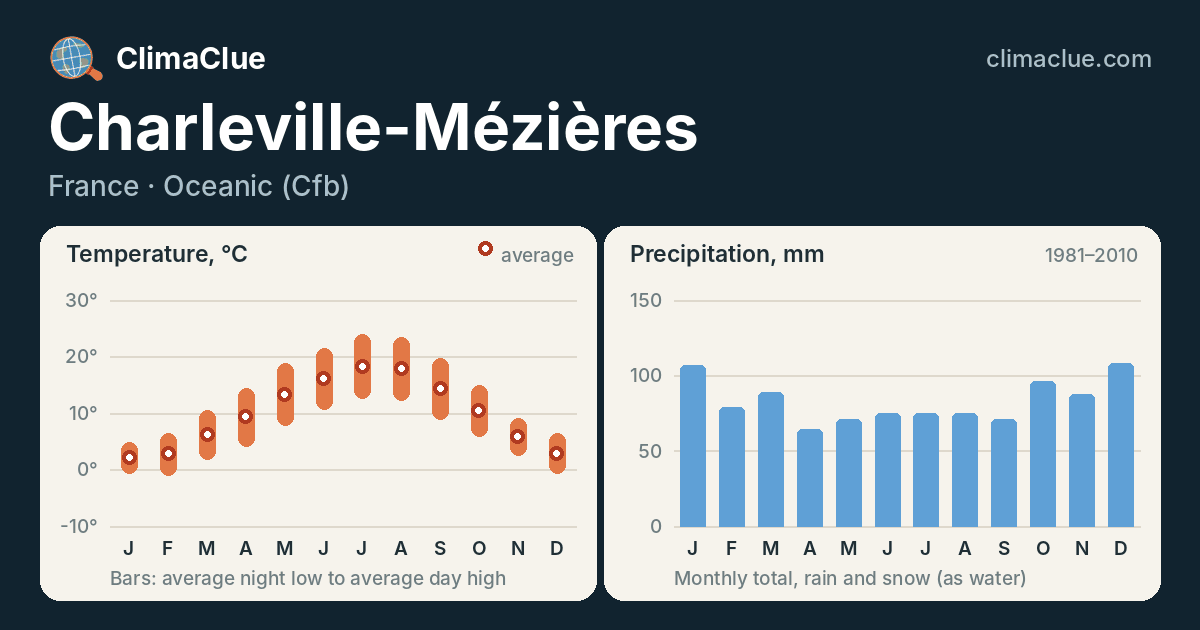 ClimaClue
climaclue.com
Charleville-Mézières
France · Oceanic (Cfb)
Temperature, °C
average
30°
20°
10°
0°
-10°
J F M A M J J A S O N D
Bars: average night low to average day high
Precipitation, mm
1981–2010
150
100
50
0
J F M A M J J A S O N D
Monthly total, rain and snow (as water)